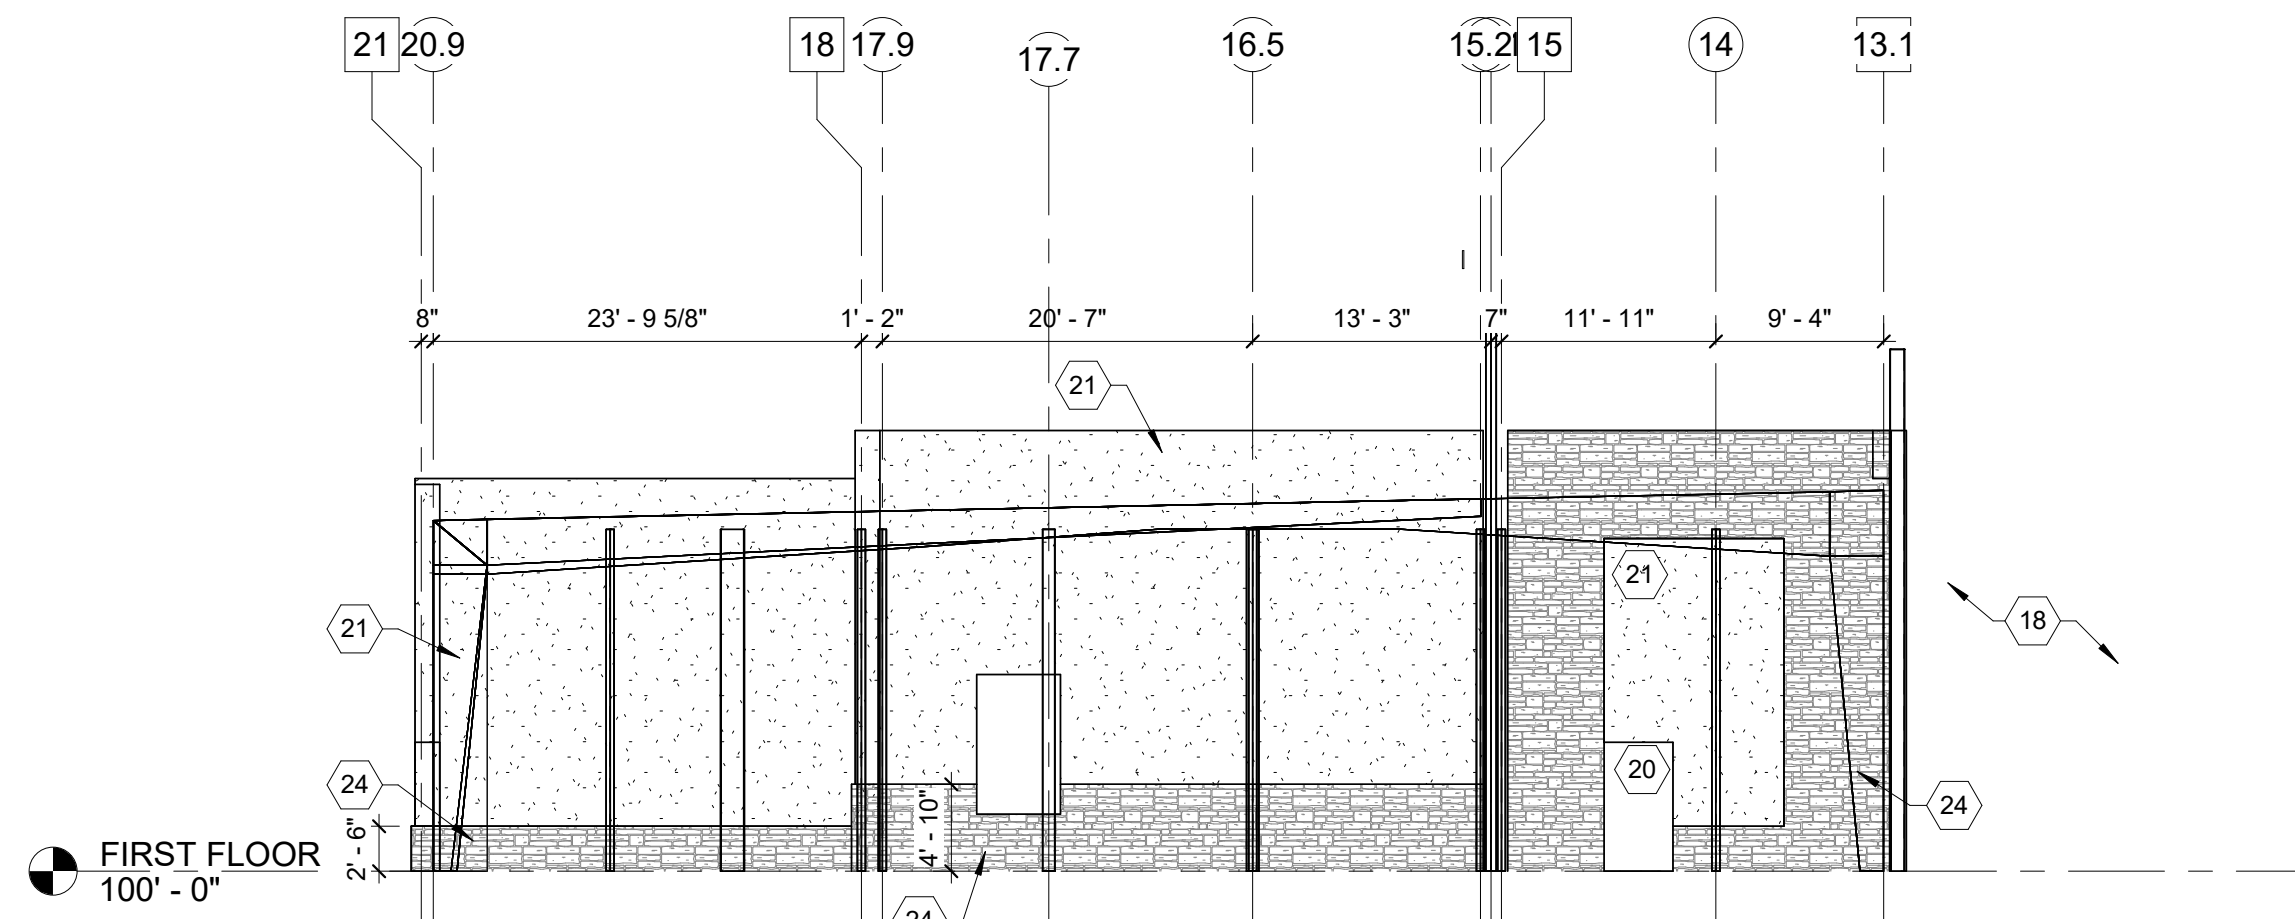 21 20.9 18 17.9 17.7 16.5 15.2 15 14 13.1
8" 23' - 9 5/8" 1' - 2" 20' - 7" 13' - 3" 7" 11' - 11" 9' - 4"
21
21
21
18
20
24
24
4' - 10"
2' - 6"
FIRST FLOOR
100' - 0"
24